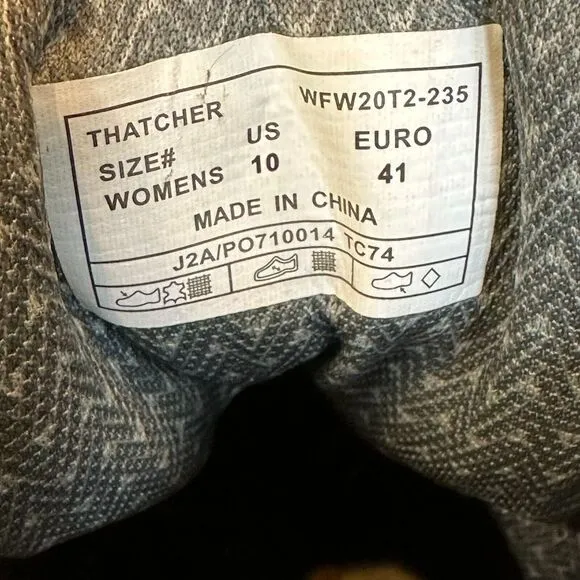 THATCHER WFW20T2-235
SIZE# US EURO
WOMENS 10 41
MADE IN CHINA
J2A/PO710014 TC74